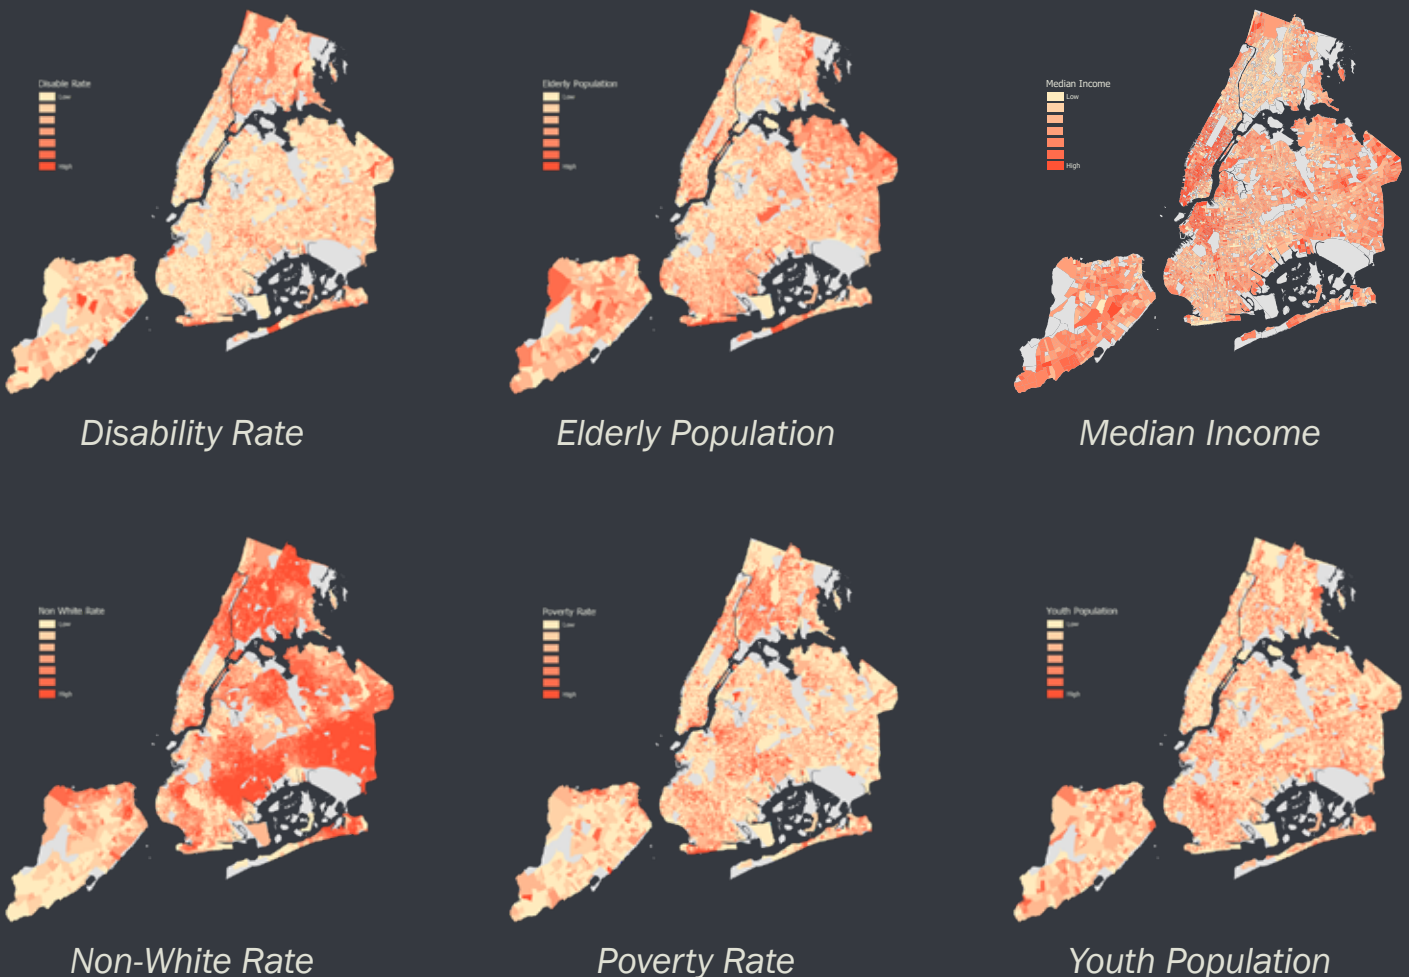 Disable Rate
Low
High
Disability Rate
Elderly Population
Low
High
Elderly Population
Median Income
Low
High
Median Income
Non White Rate
Low
High
Non-White Rate
Poverty Rate
Low
High
Poverty Rate
Youth Population
Low
High
Youth Population